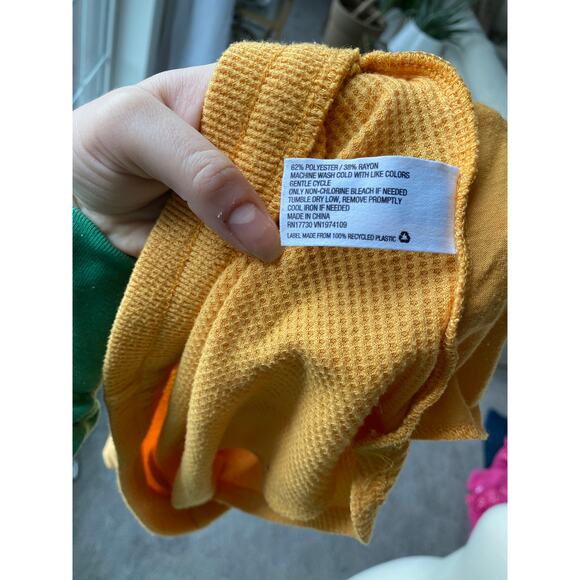 62% POLYESTER / 38% RAYON
MACHINE WASH COLD WITH LIKE COLORS
GENTLE CYCLE
ONLY NON-CHLORINE BLEACH IF NEEDED
TUMBLE DRY LOW, REMOVE PROMPTLY
COOL IRON IF NEEDED
MADE IN CHINA
RN17730 VN1974109
LABEL MADE FROM 100% RECYCLED PLASTIC